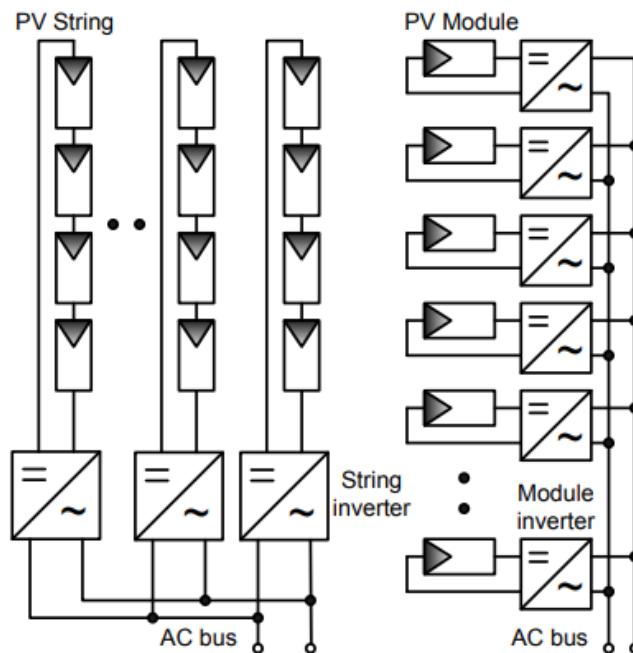 PV String
PV Module
String
inverter
Module
inverter
AC bus
AC bus